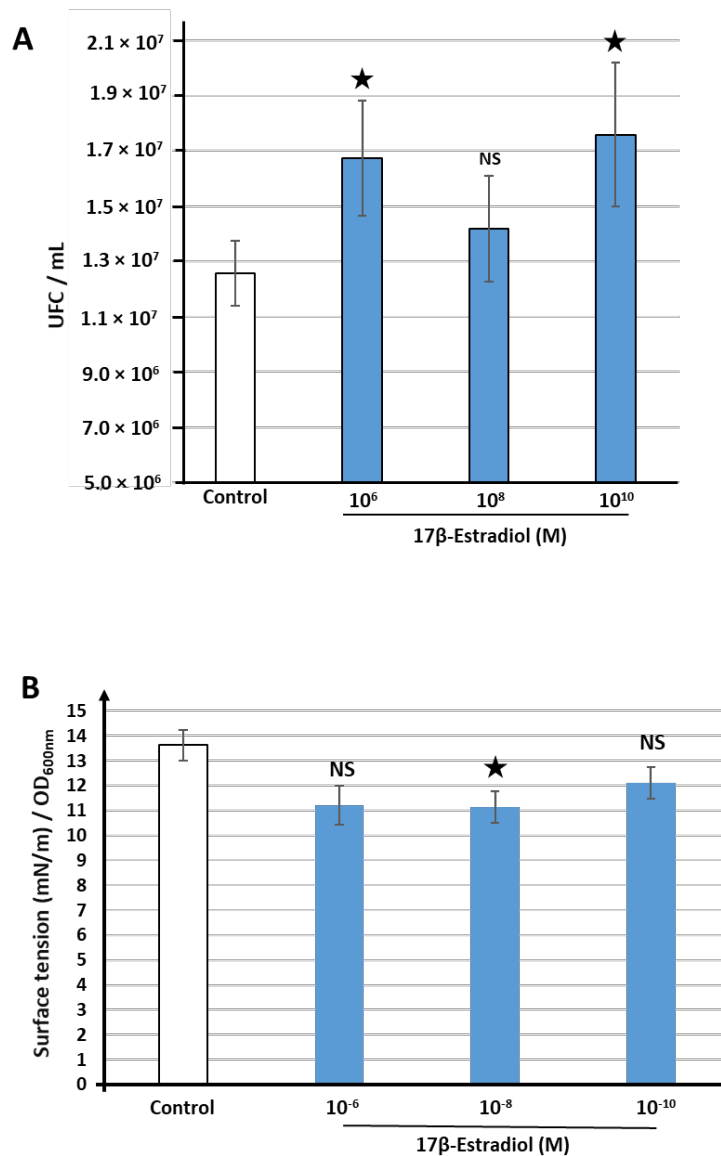 A
2.1 × 10⁷
★
★
1.9 × 10⁷
1.7 × 10⁷
NS
1.5 × 10⁷
1.3 × 10⁷
1.1 × 10⁷
9.0 × 10⁶
7.0 × 10⁶
5.0 × 10⁶
UFC / mL
Control 10⁶ 10⁸ 10¹⁰
17β-Estradiol (M)
B
15
14
13
12
11
10
9
8
7
6
5
4
3
2
1
0
Surface tension (mN/m) / OD₆₀₀ₙₘ
NS ★ NS
Control 10⁻⁶ 10⁻⁸ 10⁻¹⁰
17β-Estradiol (M)